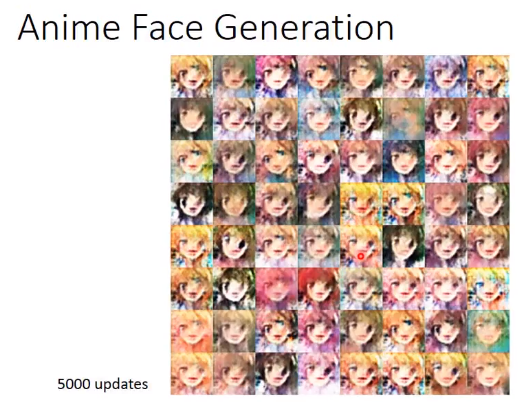 Anime Face Generation
5000 updates